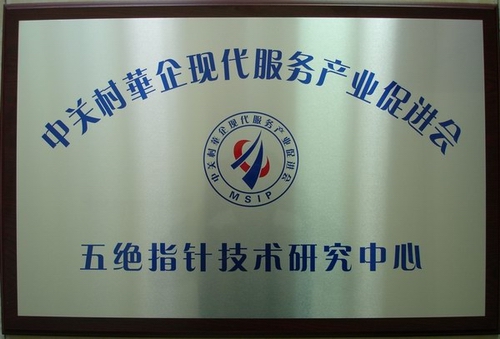 中关村華企现代服务产业促进会
中关村華企现代服务产业促进会
MSIP
五绝指针技术研究中心